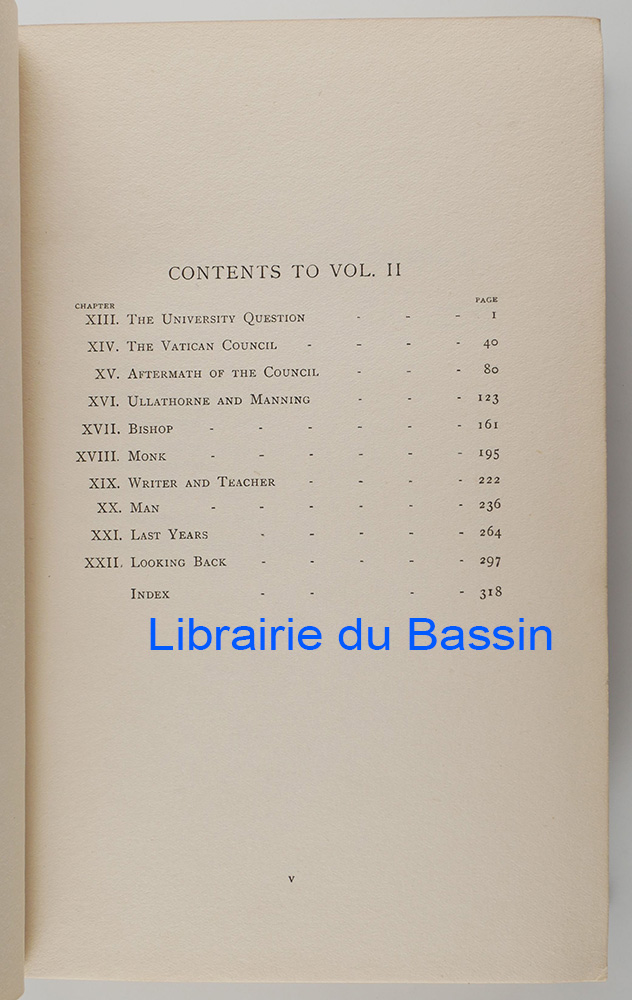 CONTENTS TO VOL. II
CHAPTER PAGE
XIII. THE UNIVERSITY QUESTION - - - 1
XIV. THE VATICAN COUNCIL - - - - 40
XV. AFTERMATH OF THE COUNCIL - - - 80
XVI. ULLATHORNE AND MANNING - - - 123
XVII. BISHOP - - - - - - 161
XVIII. MONK - - - - - - 195
XIX. WRITER AND TEACHER - - - - 222
XX. MAN - - - - - - 236
XXI. LAST YEARS - - - - - 264
XXII. LOOKING BACK - - - - - 297
INDEX - - - - 318
Librairie du Bassin
v